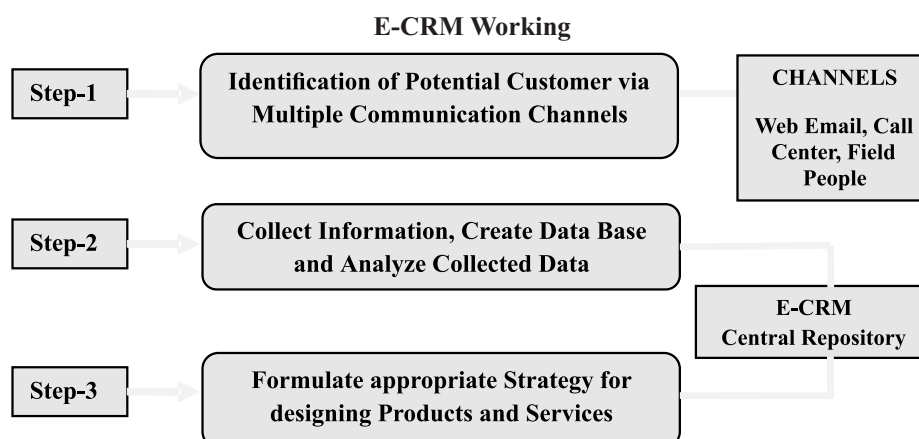 E-CRM Working
Step-1
Identification of Potential Customer via
Multiple Communication Channels
CHANNELS
Web Email, Call
Center, Field
People
Step-2
Collect Information, Create Data Base
and Analyze Collected Data
E-CRM
Central Repository
Step-3
Formulate appropriate Strategy for
designing Products and Services